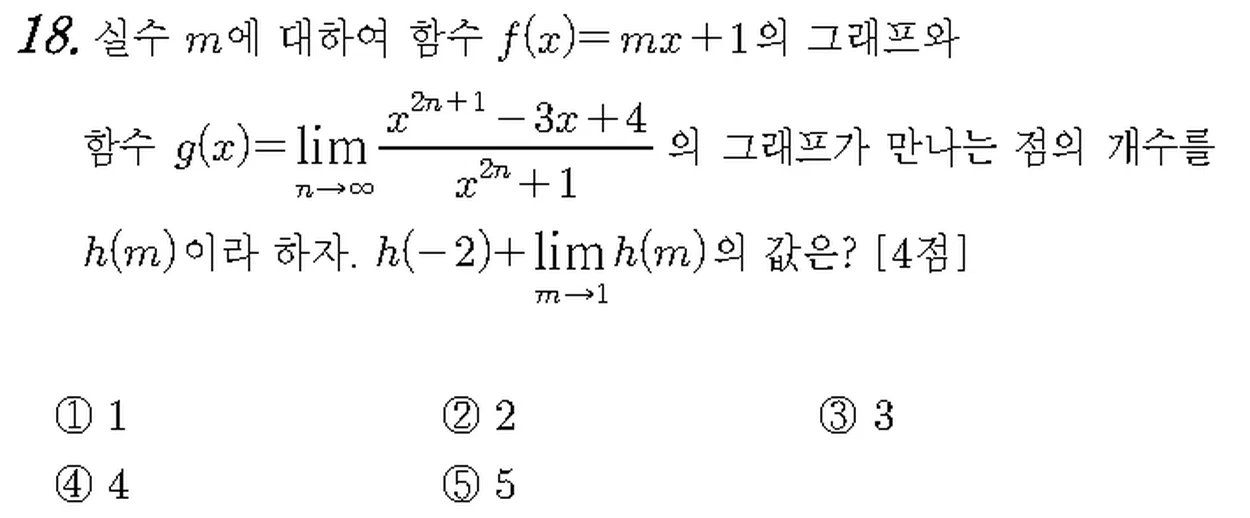 18. 실수 m에 대하여 함수 f(x)=mx+1의 그래프와
함수 g(x)=lim_{n→∞} \frac{x^{2n+1}-3x+4}{x^{2n}+1} 의 그래프가 만나는 점의 개수를
h(m)이라 하자. h(-2)+lim_{m→1} h(m)의 값은? [4점]
① 1 ② 2 ③ 3
④ 4 ⑤ 5